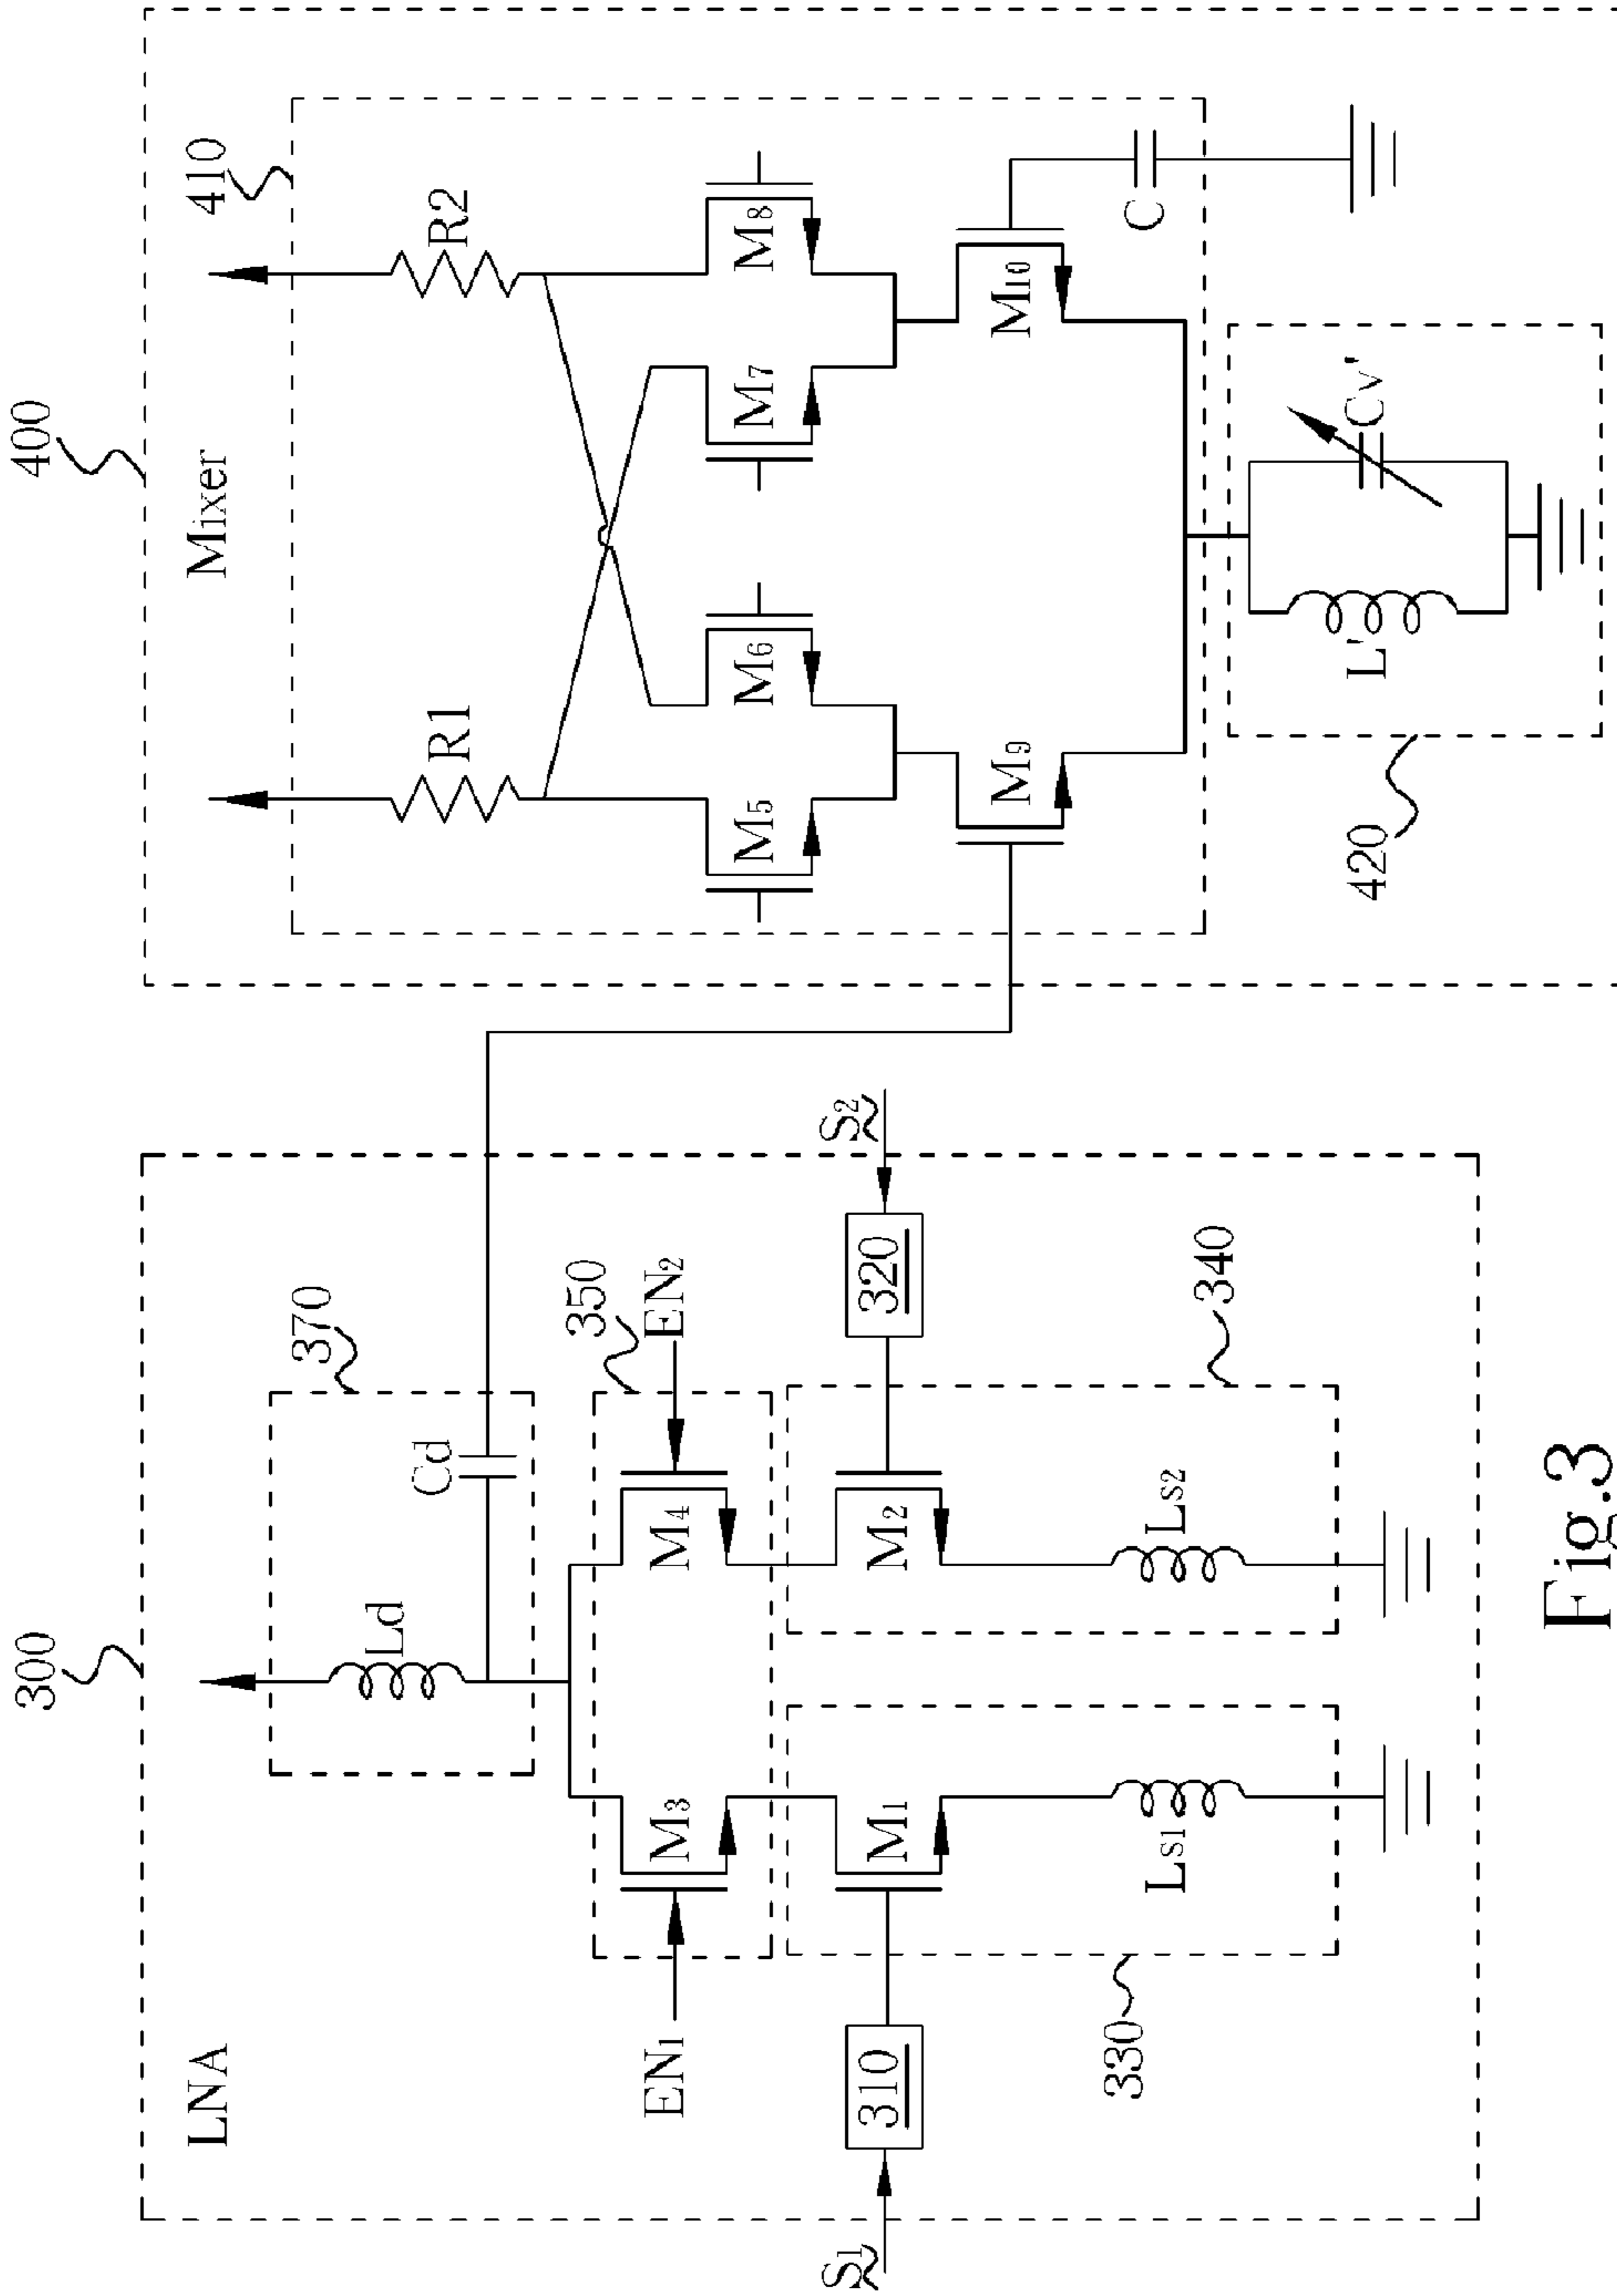 300
400
LNA
Mixer
370
410
Ld
Cd
R1
R2
350
EN1
EN2
M3
M4
M5
M6
M7
M8
S1
310
M1
M2
320
S2
M9
M10
330
Ls1
Ls2
340
C
420
L'
Cv'
Fig.3